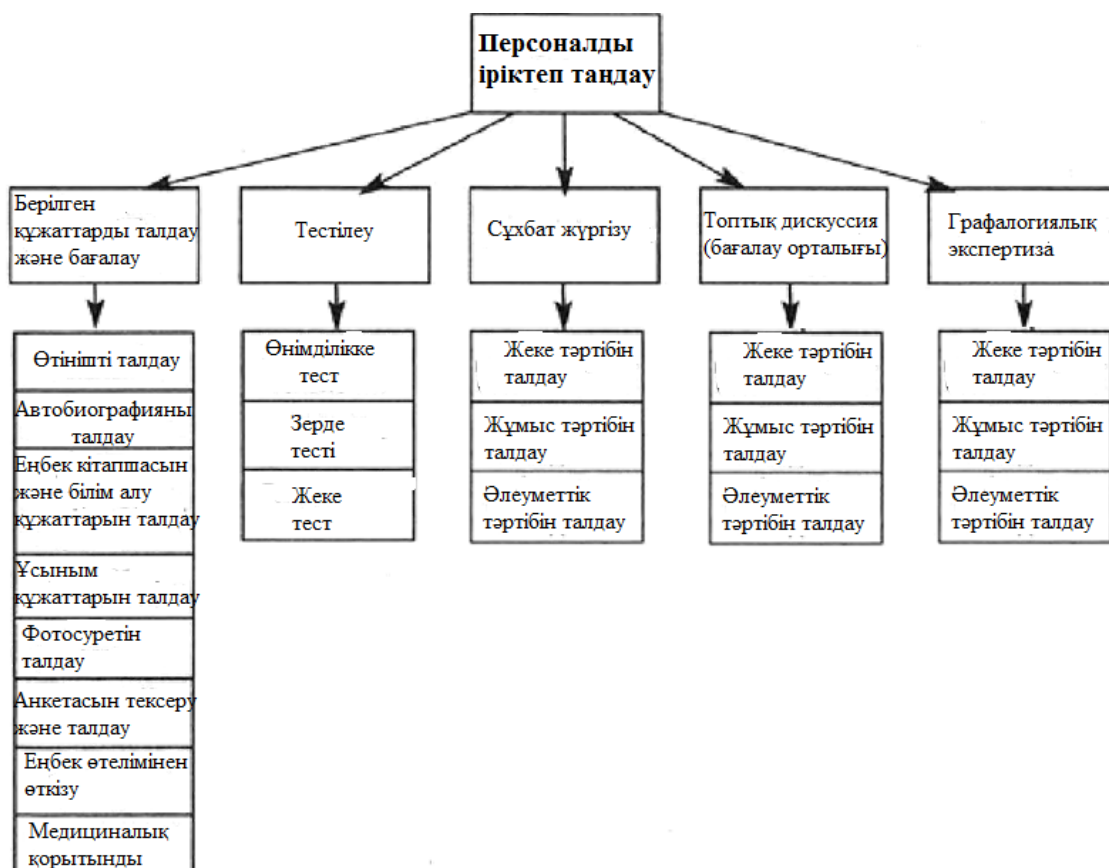 Персоналды
іріктеп таңдау
Берілген
құжаттарды талдау
және бағалау
Тестілеу
Сұхбат жүргізу
Топтық дискуссия
(бағалау орталығы)
Графалогиялық
экспертиза
Өтінішті талдау
Автобиографияны
талдау
Еңбек кітапшасын
және білім алу
құжаттарын талдау
Ұсыным
құжаттарын талдау
Фотосуретін
талдау
Анкетасын тексеру
және талдау
Еңбек өтелімінен
өткізу
Медициналық
қорытынды
Өнімділікке
тест
Зерде
тесті
Жеке
тест
Жеке тәртібін
талдау
Жұмыс тәртібін
талдау
Әлеуметтік
тәртібін талдау
Жеке тәртібін
талдау
Жұмыс тәртібін
талдау
Әлеуметтік
тәртібін талдау
Жеке тәртібін
талдау
Жұмыс тәртібін
талдау
Әлеуметтік
тәртібін талдау